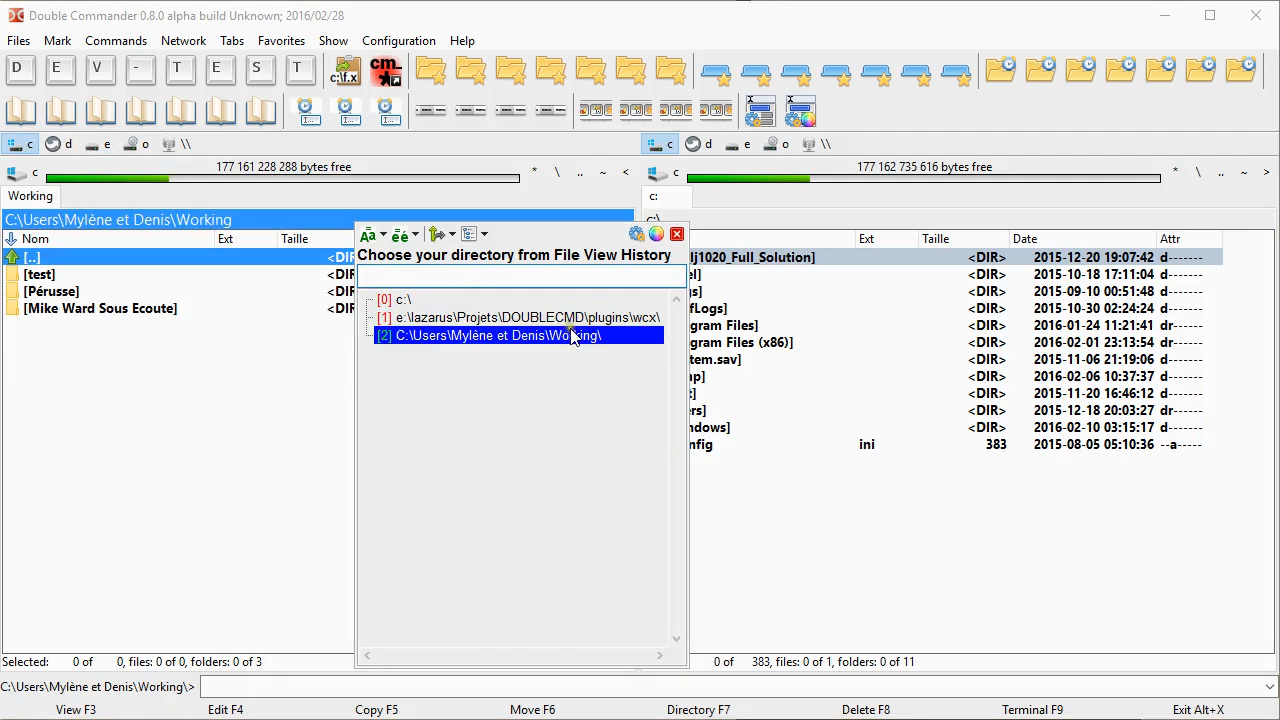 Double Commander 0.8.0 alpha build Unknown; 2016/02/28
Files Mark Commands Network Tabs Favorites Show Configuration Help
D E V - T E S T c:\f.x cm_
c d e o \\ c d e o \\
c 177 161 228 288 bytes free * \ .. ~ < c 177 162 735 616 bytes free * \ .. ~ >
Working c:
C:\Users\Mylène et Denis\Working c:\
Nom Ext Taille Ext Taille Date Attr
[..] <DI lj1020_Full_Solution] <DIR> 2015-12-20 19:07:42 d-------
[test] <DI el] <DIR> 2015-10-18 17:11:04 d-------
[Pérusse] <DI s] <DIR> 2015-09-10 00:51:48 d-------
[Mike Ward Sous Ecoute] <DI fLogs] <DIR> 2015-10-30 02:24:24 d-------
gram Files] <DIR> 2016-01-24 11:21:41 dr------
gram Files (x86)] <DIR> 2016-02-01 23:13:54 dr------
tem.sav] <DIR> 2015-11-06 21:19:06 d-------
p] <DIR> 2016-02-06 10:37:37 d-------
] <DIR> 2015-11-20 16:46:12 d-------
ers] <DIR> 2015-12-18 20:03:27 dr------
ndows] <DIR> 2016-02-10 03:15:17 d-------
nfig ini 383 2015-08-05 05:10:36 --a-----
Choose your directory from File View History
[0] c:\
[1] e:\lazarus\Projets\DOUBLECMD\plugins\wcx\
[2] C:\Users\Mylène et Denis\Working\
Selected: 0 of 0, files: 0 of 0, folders: 0 of 3 0 of 383, files: 0 of 1, folders: 0 of 11
C:\Users\Mylène et Denis\Working\>
View F3 Edit F4 Copy F5 Move F6 Directory F7 Delete F8 Terminal F9 Exit Alt+X